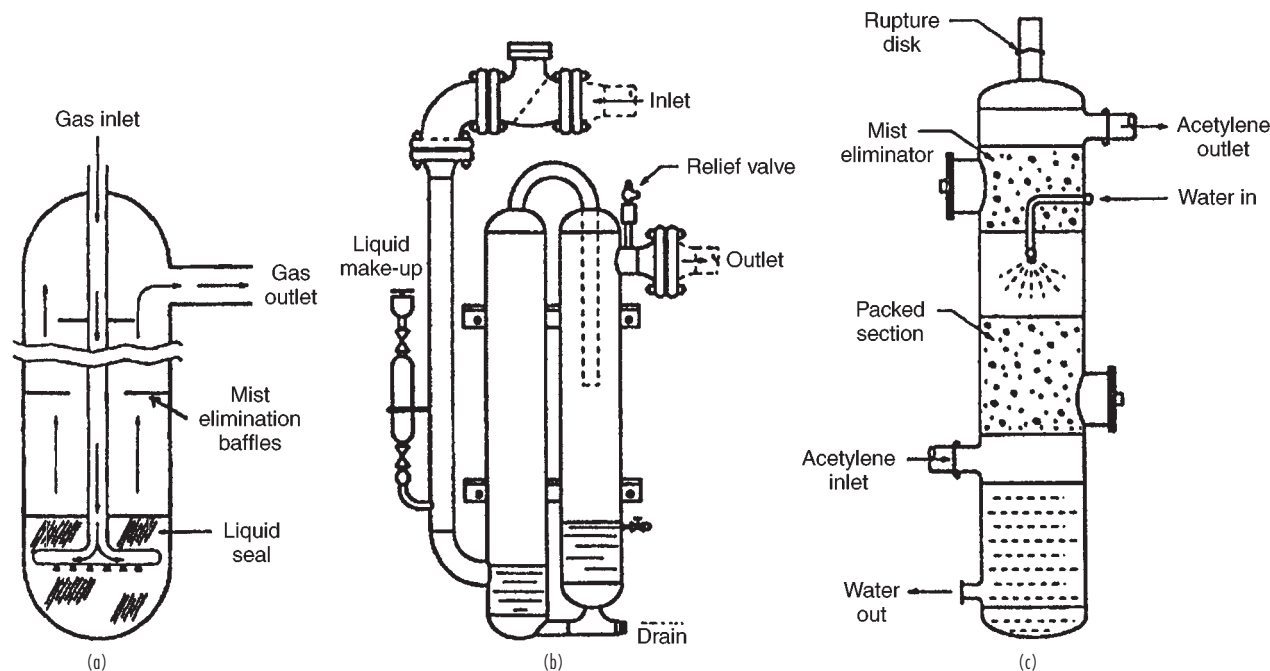 Gas inlet
Gas
outlet
Mist
elimination
baffles
Liquid
seal
(a)
Inlet
Relief valve
Liquid
make-up
Outlet
Drain
(b)
Rupture
disk
Mist
eliminator
Acetylene
outlet
Water in
Packed
section
Acetylene
inlet
Water
out
(c)